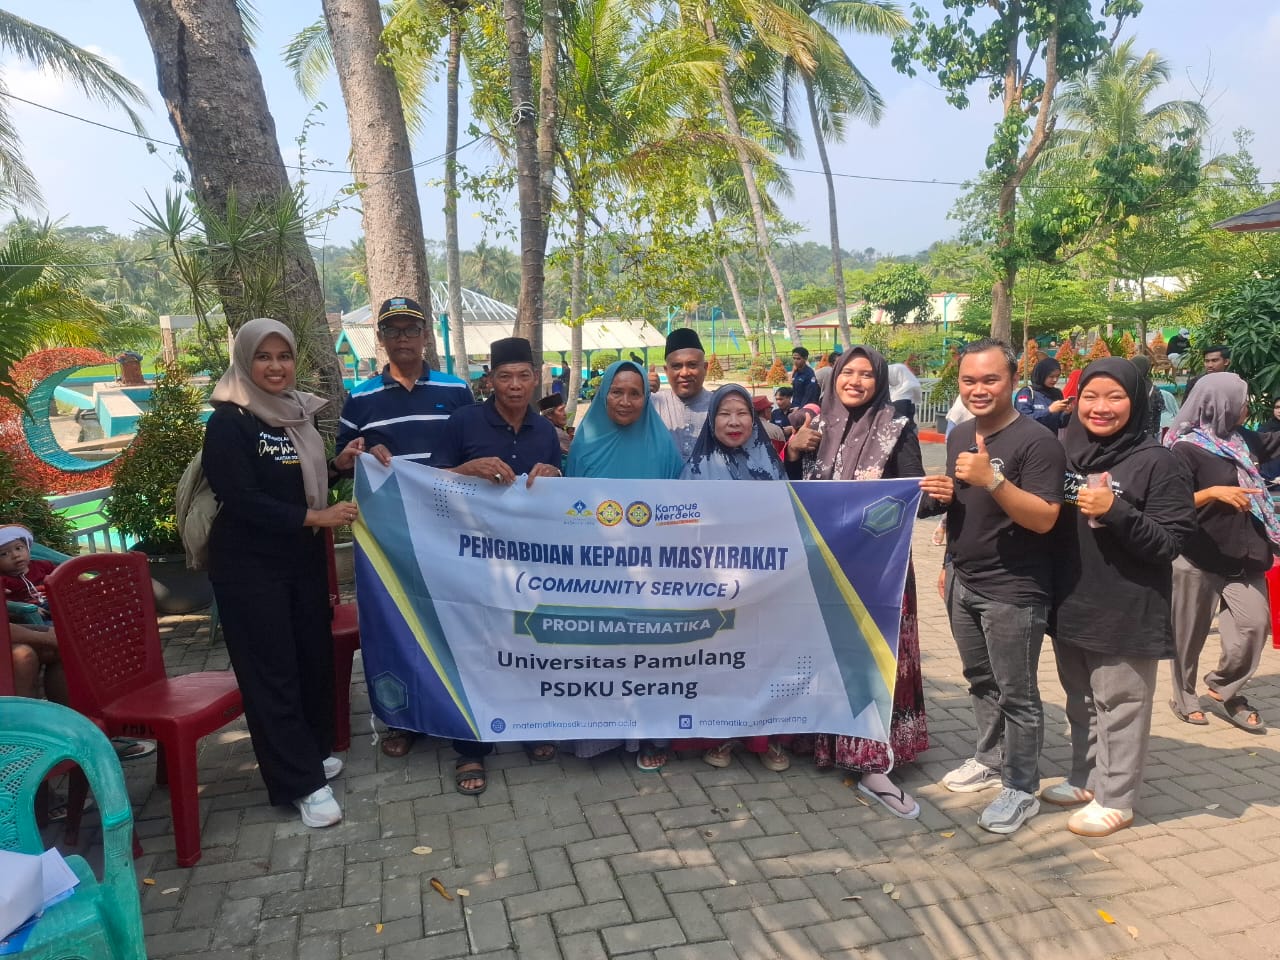 Kampus
Merdeka
PENGABDIAN KEPADA MASYARAKAT
( COMMUNITY SERVICE )
PRODI MATEMATIKA
Universitas Pamulang
PSDKU Serang
matematikapsdku.unpam.ac.id
matematika_unpamserang